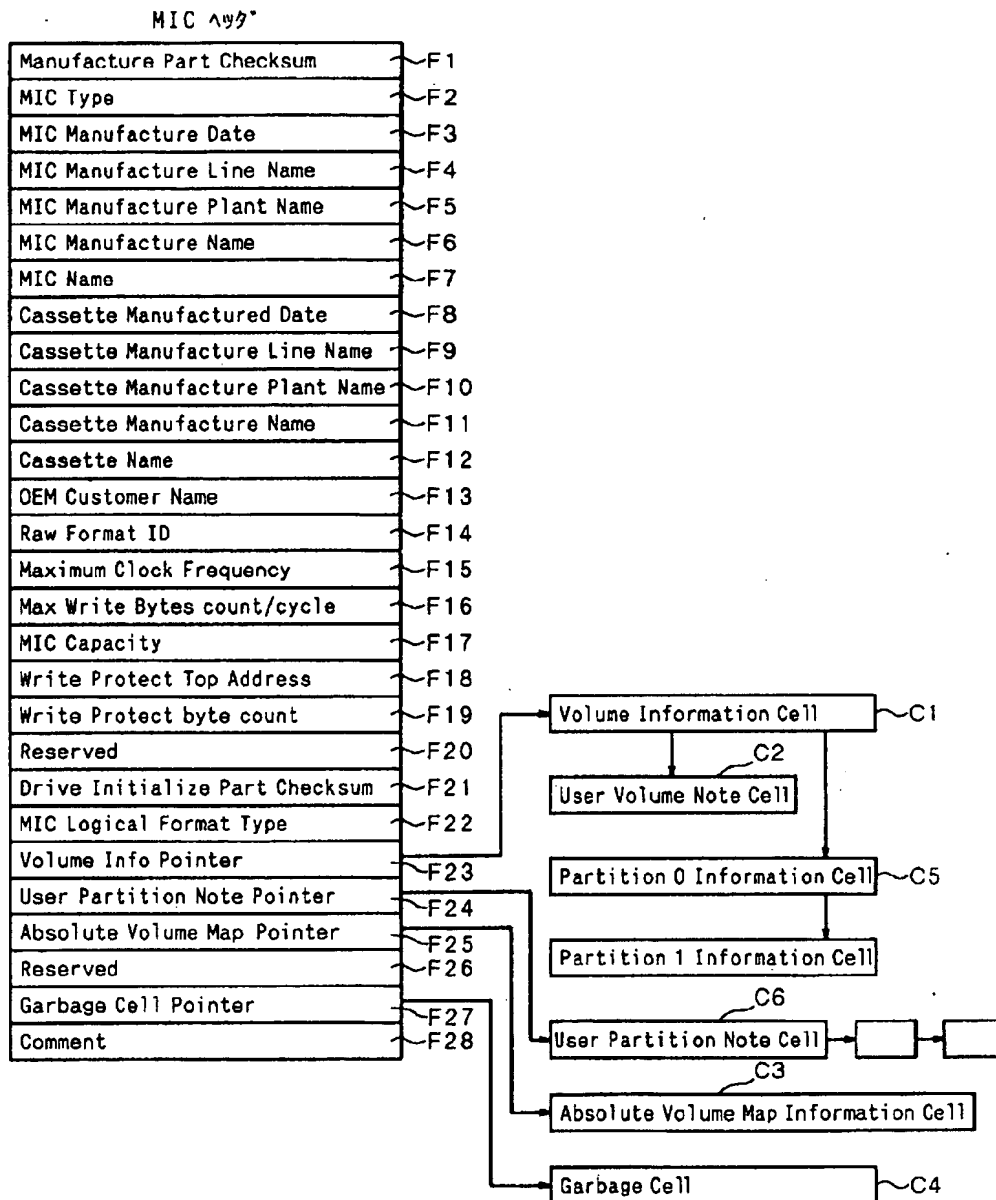 MIC ヘッダ
Manufacture Part Checksum F1
MIC Type F2
MIC Manufacture Date F3
MIC Manufacture Line Name F4
MIC Manufacture Plant Name F5
MIC Manufacture Name F6
MIC Name F7
Cassette Manufactured Date F8
Cassette Manufacture Line Name F9
Cassette Manufacture Plant Name F10
Cassette Manufacture Name F11
Cassette Name F12
OEM Customer Name F13
Raw Format ID F14
Maximum Clock Frequency F15
Max Write Bytes count/cycle F16
MIC Capacity F17
Write Protect Top Address F18
Write Protect byte count F19
Reserved F20
Drive Initialize Part Checksum F21
MIC Logical Format Type F22
Volume Info Pointer F23
User Partition Note Pointer F24
Absolute Volume Map Pointer F25
Reserved F26
Garbage Cell Pointer F27
Comment F28
Volume Information Cell C1
C2
User Volume Note Cell
Partition 0 Information Cell C5
Partition 1 Information Cell
C6
User Partition Note Cell
C3
Absolute Volume Map Information Cell
Garbage Cell C4